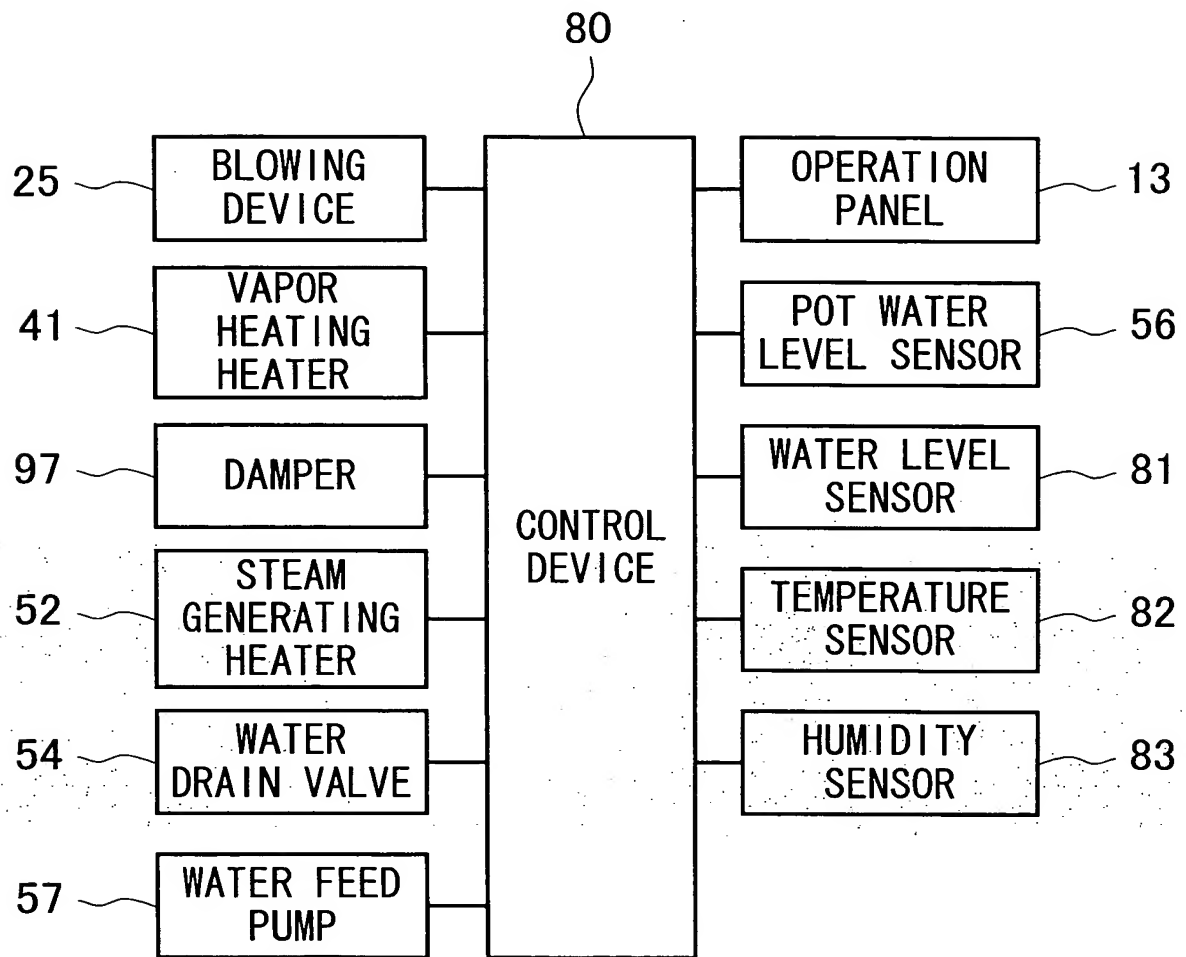 80
25
BLOWING
DEVICE
41
VAPOR
HEATING
HEATER
97
DAMPER
52
STEAM
GENERATING
HEATER
54
WATER
DRAIN VALVE
57
WATER FEED
PUMP
CONTROL
DEVICE
OPERATION
PANEL
13
POT WATER
LEVEL SENSOR
56
WATER LEVEL
SENSOR
81
TEMPERATURE
SENSOR
82
HUMIDITY
SENSOR
83